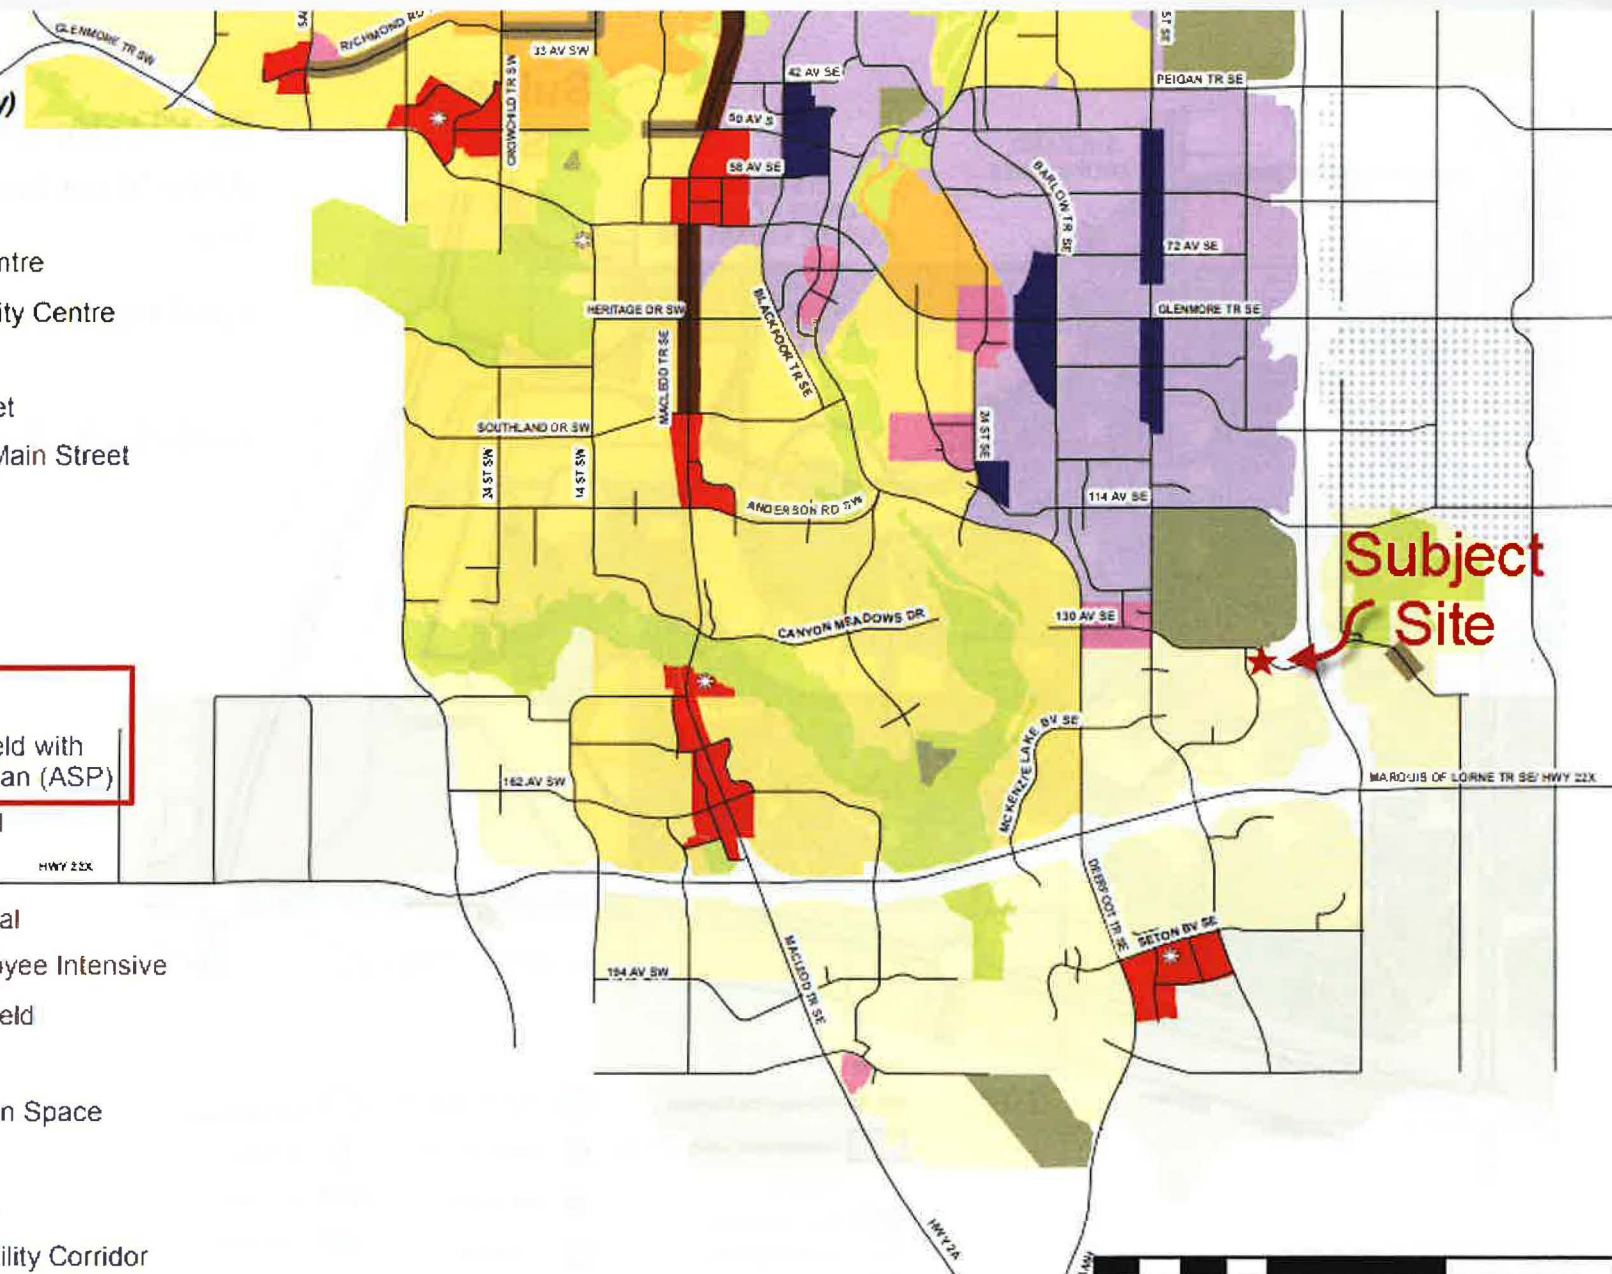 GLENMORE TR SW
RICHMOND RD
33 AV SW
CROWCHILD TR SW
42 AV SE
50 AV S
58 AV SE
PEIGAN TR SE
ST SE
BARLOW TR SE
72 AV SE
GLENMORE TR SE
HERITAGE DR SW
MACLEOD TR SE
BLACKFOOT TR SE
SOUTHLAND DR SW
24 ST SW
14 ST SW
ANDERSON RD SW
24 ST SE
114 AV SE
Subject
Site
130 AV SE
CANYON MEADOWS DR
MCKENZIE LAKE BV SE
MARQUIS OF LORNE TR SE/ HWY 22X
162 AV SW
HWY 22X
DEERFOOT TR SE
SETON BV SE
194 AV SW
MACLEOD TR SE
HWY 2A
HWY
y)
ntre
ity Centre
et
Main Street
eld with
an (ASP)
l
al
oyee Intensive
eld
n Space
ility Corridor